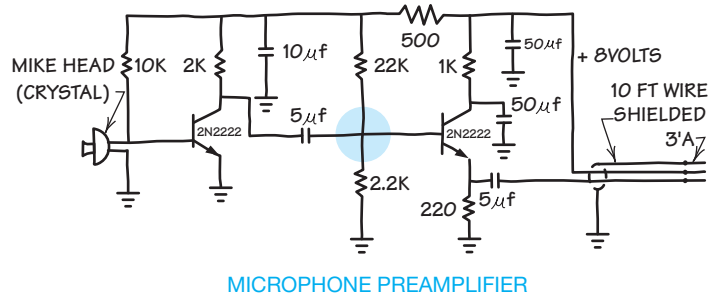 500
50μf
+ 8VOLTS
10μf
MIKE HEAD
(CRYSTAL)
10K
2K
22K
1K
10 FT WIRE
SHIELDED
3'A
5μf
50μf
2N2222
2N2222
2.2K
220
5μf
MICROPHONE PREAMPLIFIER